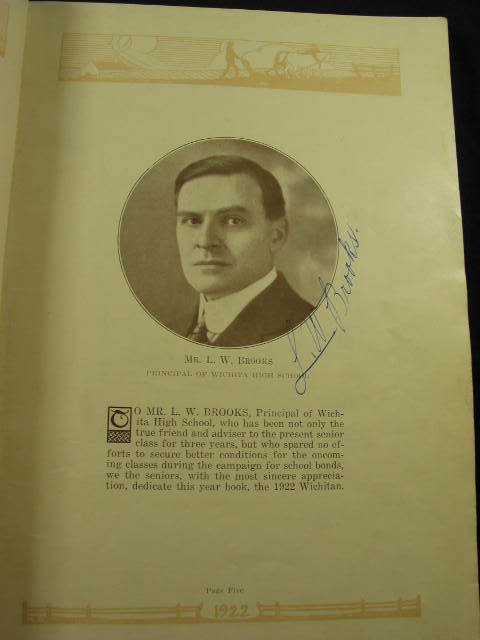 L. W. Brooks.
MR. L. W. BROOKS
PRINCIPAL OF WICHITA HIGH SCHOOL
TO MR. L. W. BROOKS, Principal of Wich-
ita High School, who has been not only the
true friend and adviser to the present senior
class for three years, but who spared no ef-
forts to secure better conditions for the oncom-
ing classes during the campaign for school bonds,
we the seniors, with the most sincere apprecia-
tion, dedicate this year book, the 1922 Wichitan.
Page Five
1922